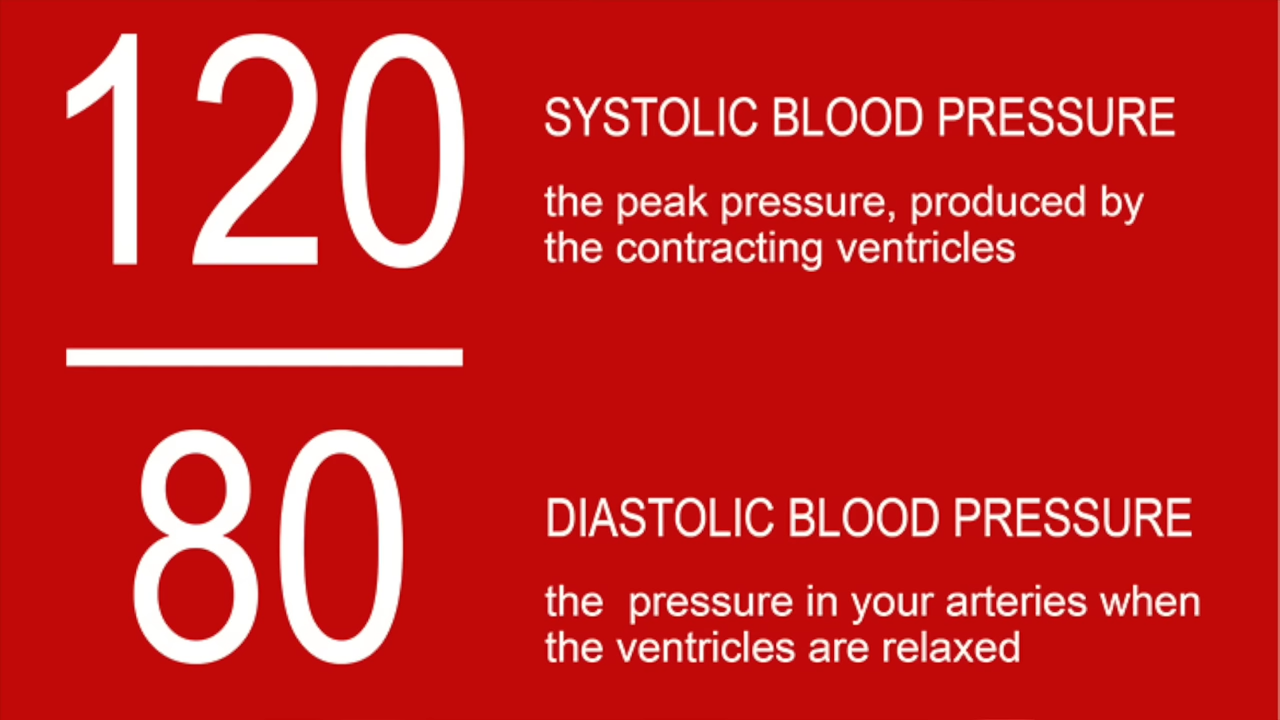 120
SYSTOLIC BLOOD PRESSURE
the peak pressure, produced by
the contracting ventricles
80
DIASTOLIC BLOOD PRESSURE
the  pressure in your arteries when
the ventricles are relaxed